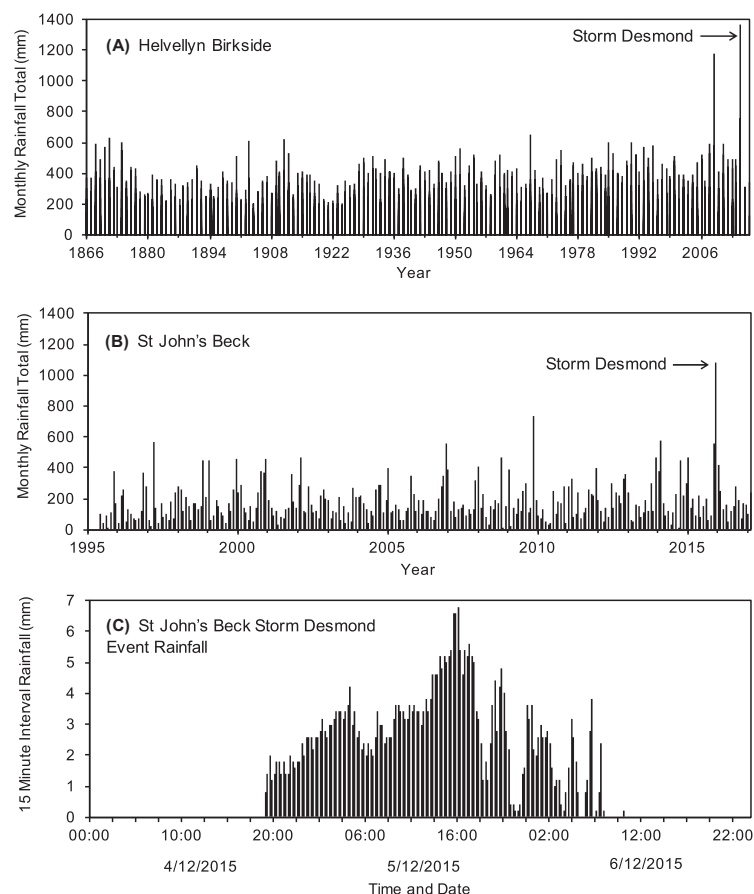 1400
1200
1000
800
600
400
200
0
Montlhly Rainfall Total (mm)
(A) Helvellyn Birkside
Storm Desmond
1866 1880 1894 1908 1922 1936 1950 1964 1978 1992 2006
Year
1400
1200
1000
800
600
400
200
0
Monthly Rainfall Total (mm)
(B) St John's Beck
Storm Desmond
1995 2000 2005 2010 2015
Year
7
6
5
4
3
2
1
0
15 Minute Interval Rainfall (mm)
(C) St John's Beck Storm Desmond
Event Rainfall
00:00 10:00 20:00 06:00 16:00 02:00 12:00 22:00
4/12/2015 5/12/2015 6/12/2015
Time and Date